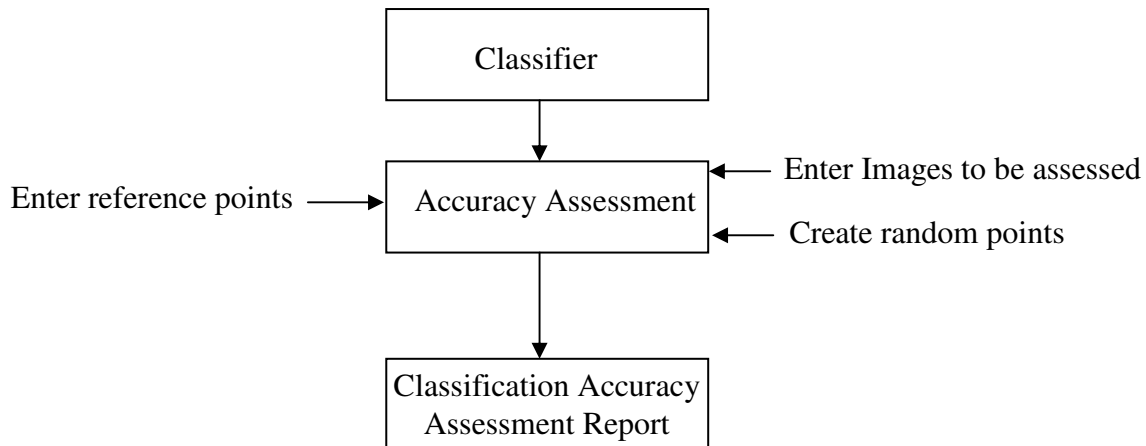 Classifier
Enter Images to be assessed
Enter reference points
Accuracy Assessment
Create random points
Classification Accuracy
Assessment Report